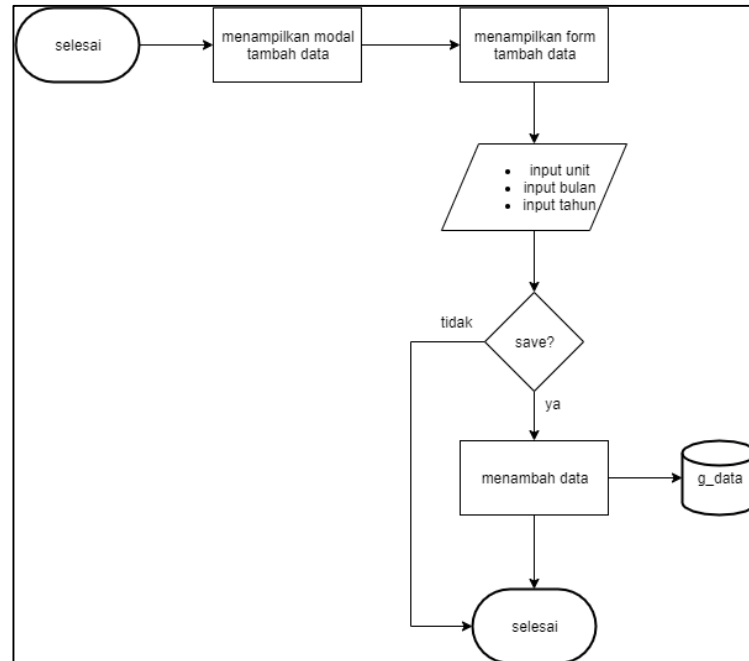 selesai
menampilkan modal
tambah data
menampilkan form
tambah data
• input unit
• input bulan
• input tahun
tidak
save?
ya
menambah data
g_data
selesai